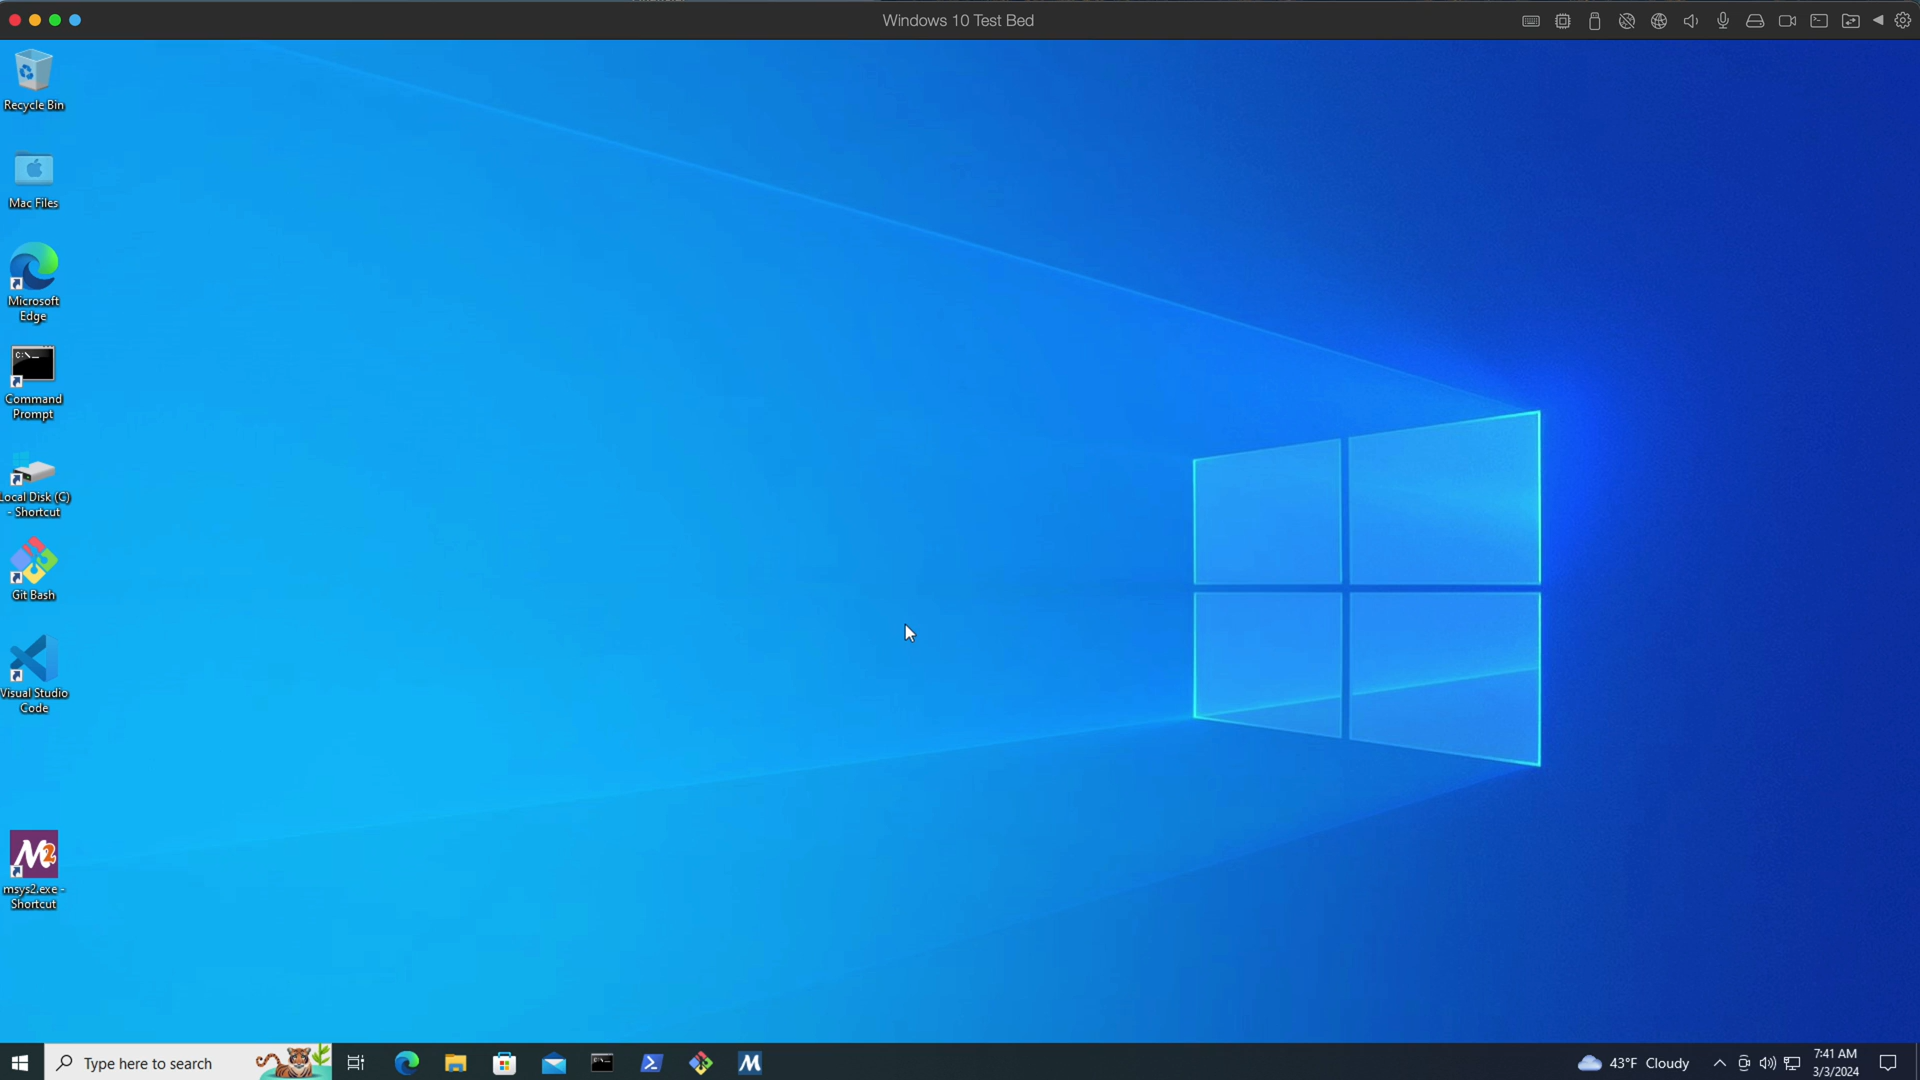 Windows 10 Test Bed
Recycle Bin
Mac Files
Microsoft
Edge
C:\._
Command
Prompt
Local Disk (C)
- Shortcut
Git Bash
Visual Studio
Code
M2
msys2.exe -
Shortcut
Type here to search
M
43°F Cloudy
7:41 AM
3/3/2024